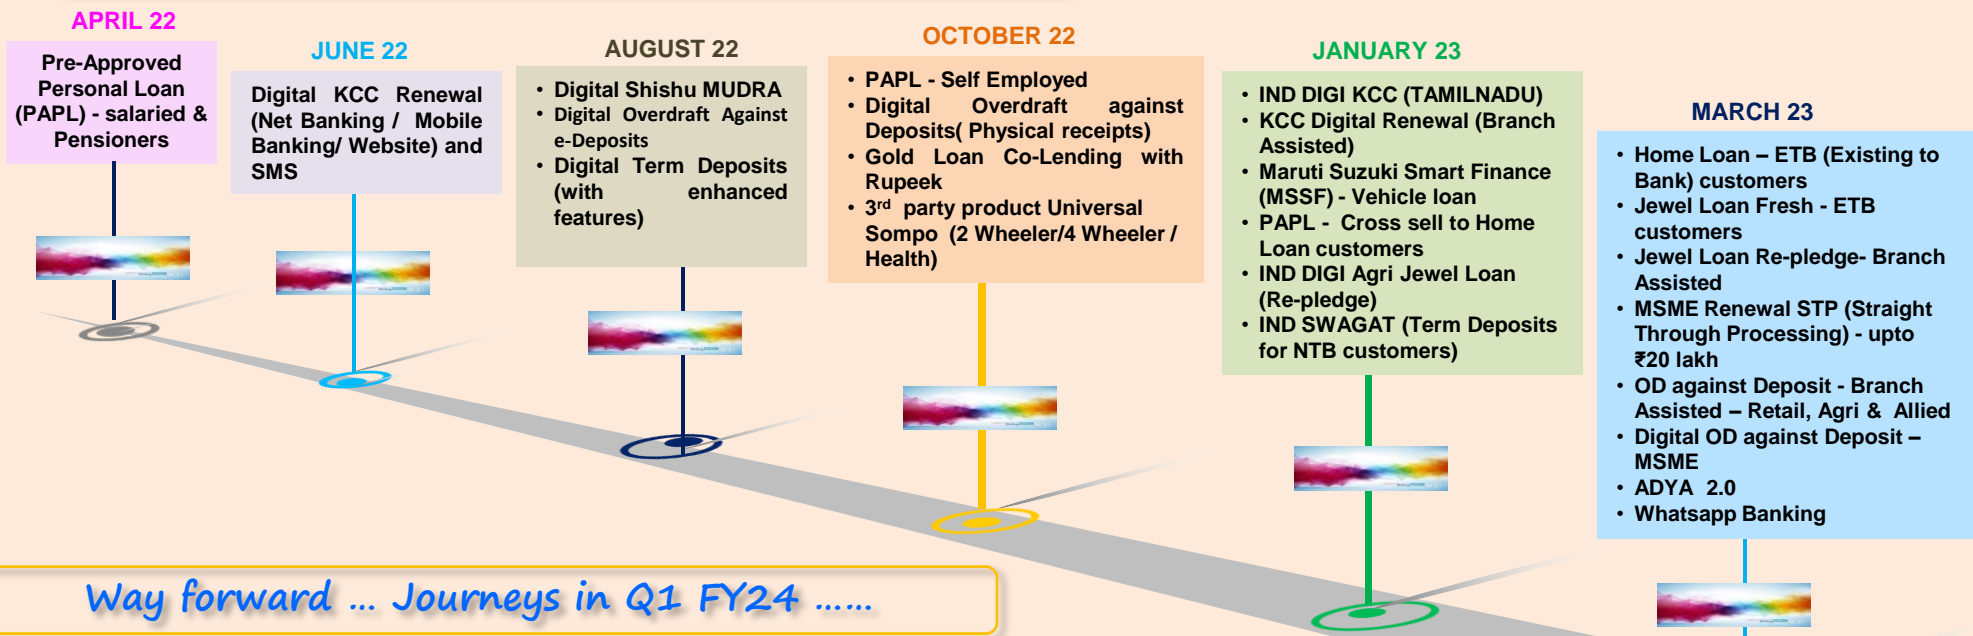 APRIL 22
Pre-Approved
Personal Loan
(PAPL) - salaried &
Pensioners
JUNE 22
Digital KCC Renewal
(Net Banking / Mobile
Banking/ Website) and
SMS
AUGUST 22
• Digital Shishu MUDRA
• Digital Overdraft Against
e-Deposits
• Digital Term Deposits
(with enhanced
features)
OCTOBER 22
• PAPL - Self Employed
• Digital Overdraft against
Deposits( Physical receipts)
• Gold Loan Co-Lending with
Rupeek
• 3rd party product Universal
Sompo (2 Wheeler/4 Wheeler /
Health)
JANUARY 23
• IND DIGI KCC (TAMILNADU)
• KCC Digital Renewal (Branch
Assisted)
• Maruti Suzuki Smart Finance
(MSSF) - Vehicle loan
• PAPL - Cross sell to Home
Loan customers
• IND DIGI Agri Jewel Loan
(Re-pledge)
• IND SWAGAT (Term Deposits
for NTB customers)
MARCH 23
• Home Loan – ETB (Existing to
Bank) customers
• Jewel Loan Fresh - ETB
customers
• Jewel Loan Re-pledge- Branch
Assisted
• MSME Renewal STP (Straight
Through Processing) - upto
₹20 lakh
• OD against Deposit - Branch
Assisted – Retail, Agri & Allied
• Digital OD against Deposit –
MSME
• ADYA 2.0
• Whatsapp Banking
Way forward ... Journeys in Q1 FY24 ......